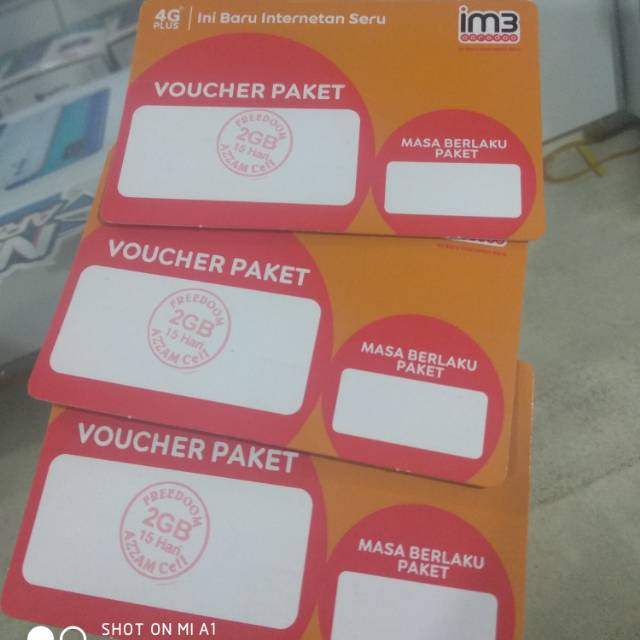 4G PLUS | Ini Baru Internetan Seru
im3
ooredoo
VOUCHER PAKET
FREEDOOM
2GB
15 Hari
AZZAM Cell
MASA BERLAKU
PAKET
VOUCHER PAKET
FREEDOOM
2GB
15 Hari
AZZAM Cell
MASA BERLAKU
PAKET
VOUCHER PAKET
FREEDOOM
2GB
15 Hari
AZZAM Cell
MASA BERLAKU
PAKET
SHOT ON MI A1